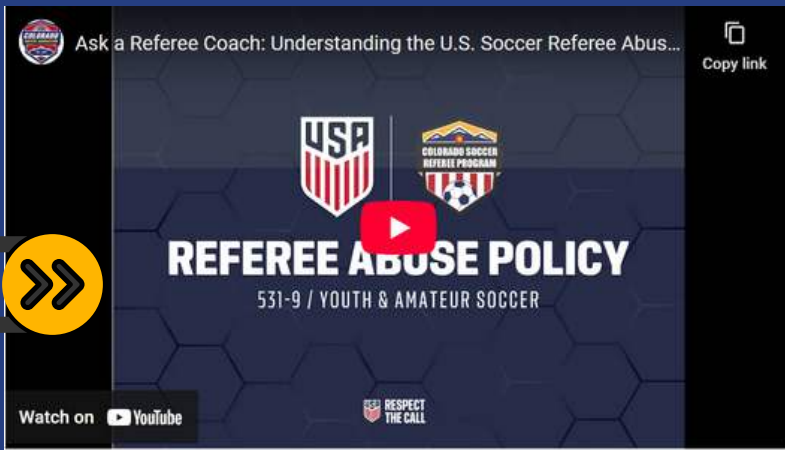 Ask a Referee Coach: Understanding the U.S. Soccer Referee Abus...
Copy link
COLORADO
USA
COLORADO SOCCER
REFEREE PROGRAM
REFEREE ABUSE POLICY
531-9 / YOUTH & AMATEUR SOCCER
Watch on YouTube
RESPECT
THE CALL